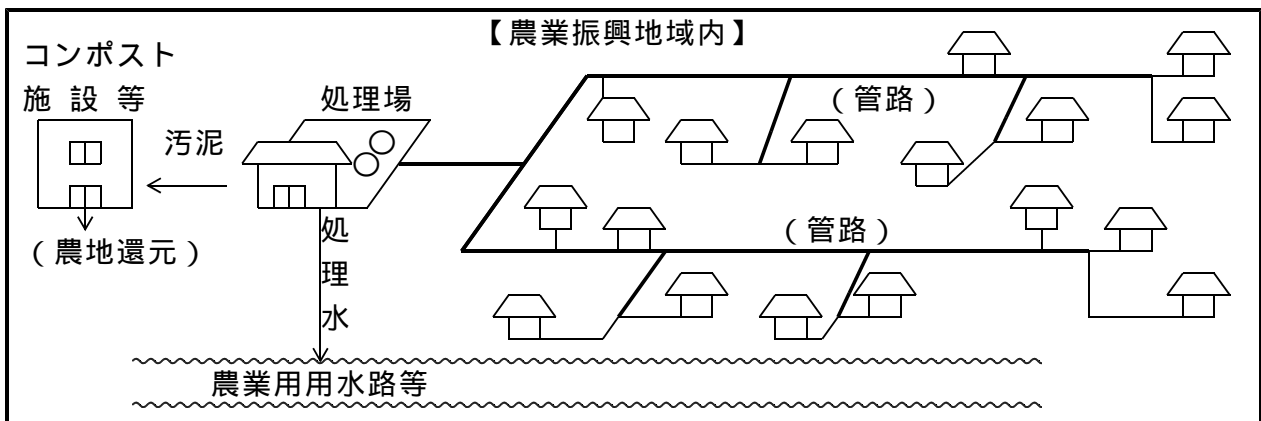 【農業振興地域内】
コンポスト
施設等
処理場
汚泥
(管路)
(農地還元)
処理水
(管路)
農業用用水路等